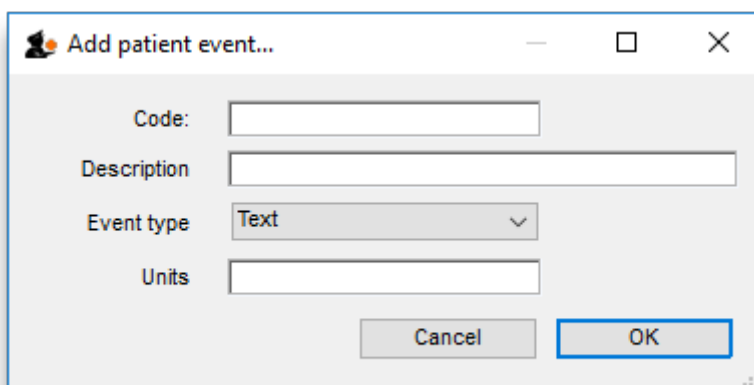 Add patient event...
Code:
Description
Event type Text
Units
Cancel OK